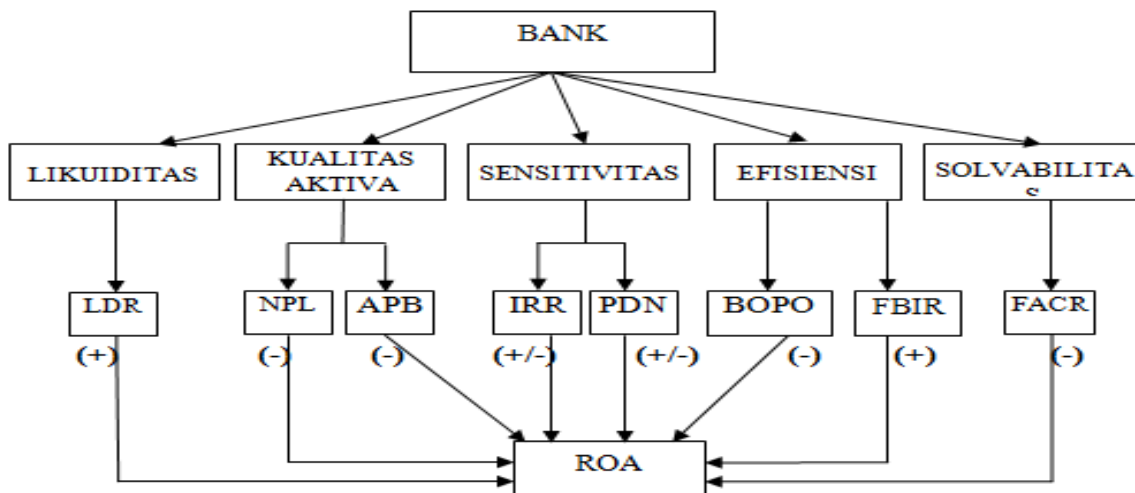 BANK
LIKUIDITAS
KUALITAS
AKTIVA
SENSITIVITAS
EFISIENSI
SOLVABILITA
S
LDR
NPL
APB
IRR
PDN
BOPO
FBIR
FACR
(+)
(-)
(-)
(+/-)
(+/-)
(-)
(+)
(-)
ROA